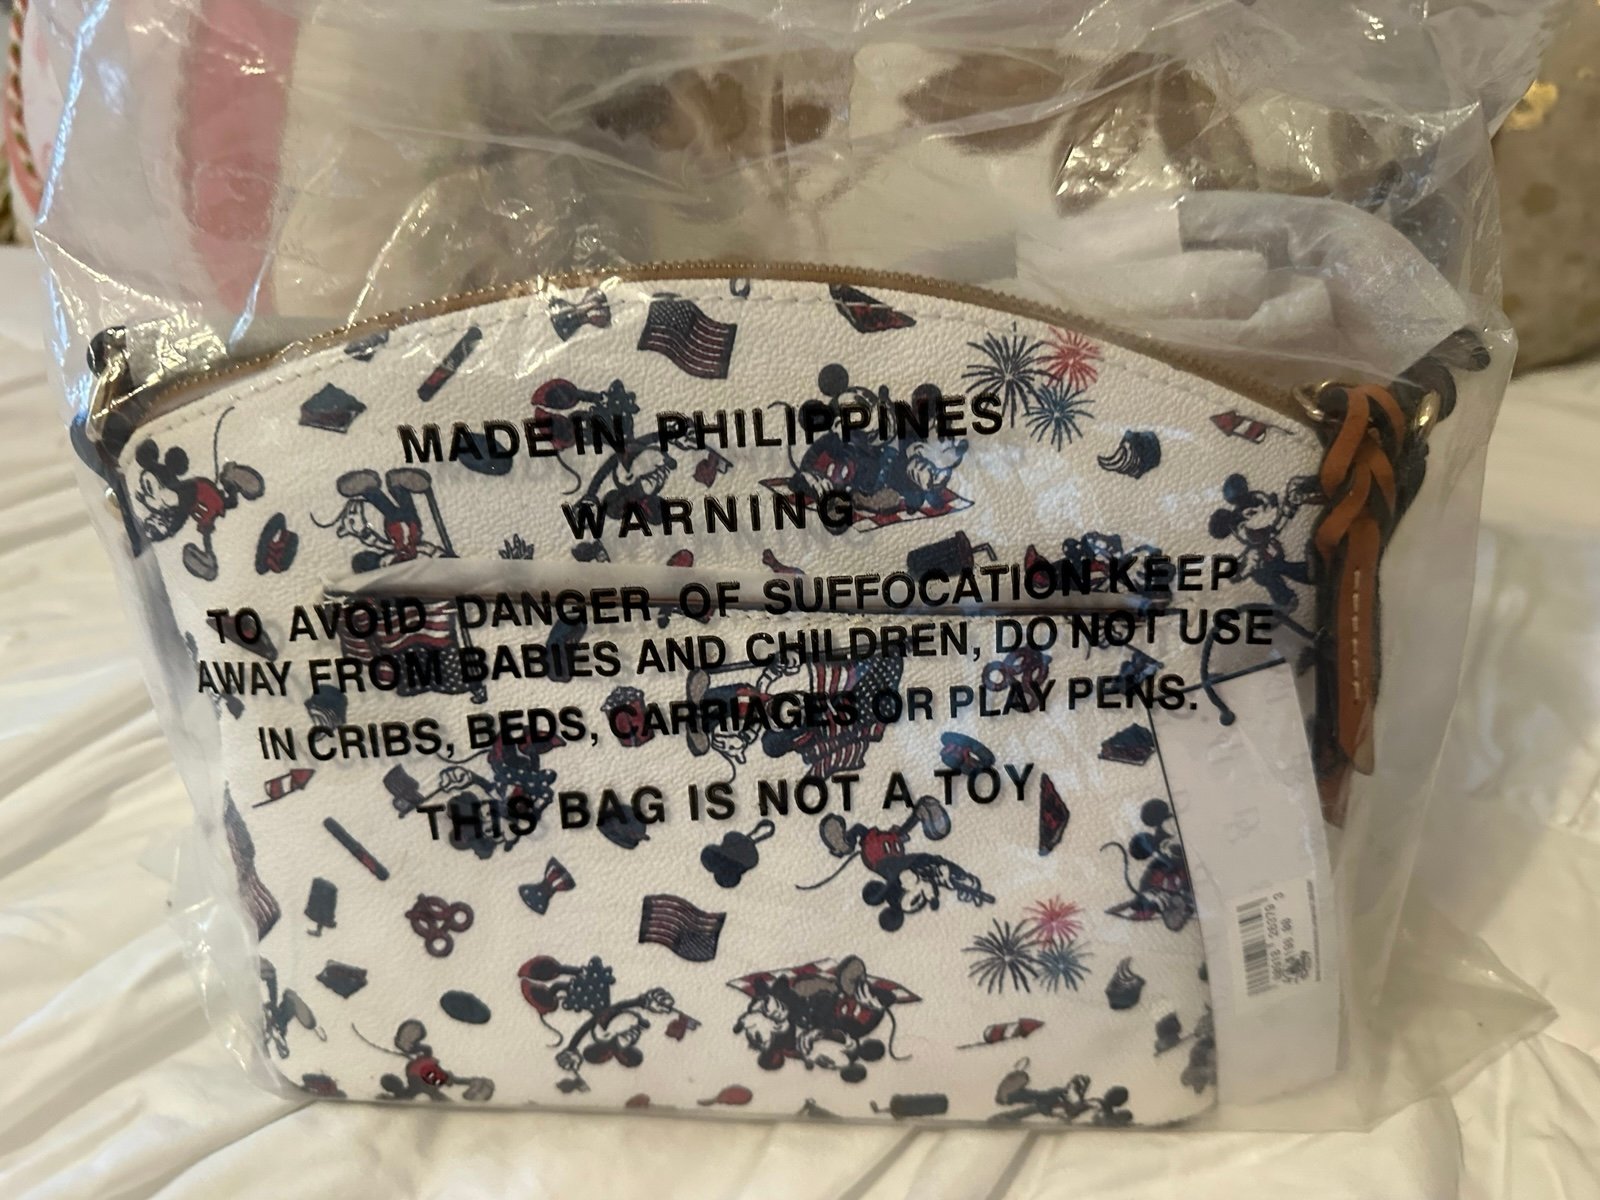 MADE IN PHILIPPINES
WARNING
TO AVOID DANGER OF SUFFOCATION KEEP
AWAY FROM BABIES AND CHILDREN, DO NOT USE
IN CRIBS, BEDS, CARRIAGES OR PLAY PENS.
THIS BAG IS NOT A TOY